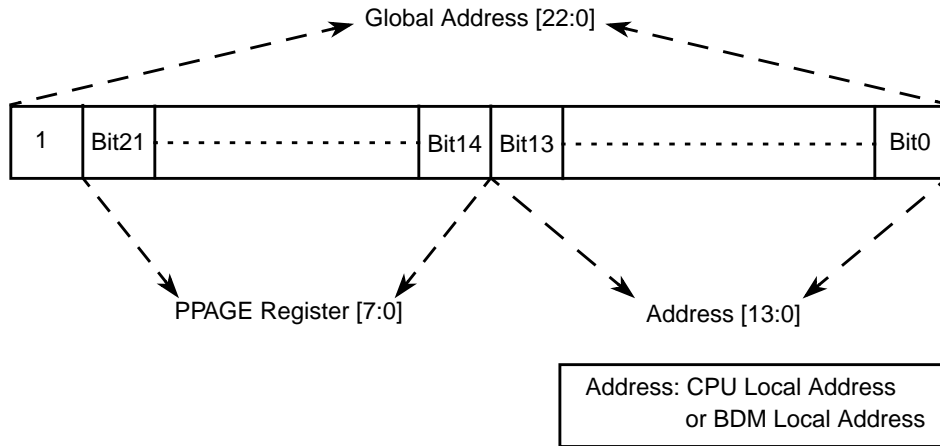 Global Address [22:0]
1 Bit21 Bit14 Bit13 Bit0
PPAGE Register [7:0] Address [13:0]
Address: CPU Local Address
or BDM Local Address